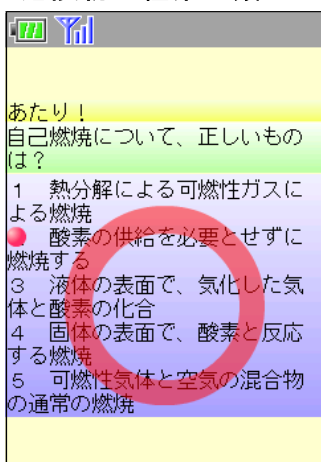 あたり！
自己燃焼について、正しいもの
は？
1　熱分解による可燃性ガスに
よる燃焼
酸素の供給を必要とせずに
燃焼する
3　液体の表面で、気化した気
体と酸素の化合
4　固体の表面で、酸素と反応
する燃焼
5　可燃性気体と空気の混合物
の通常の燃焼